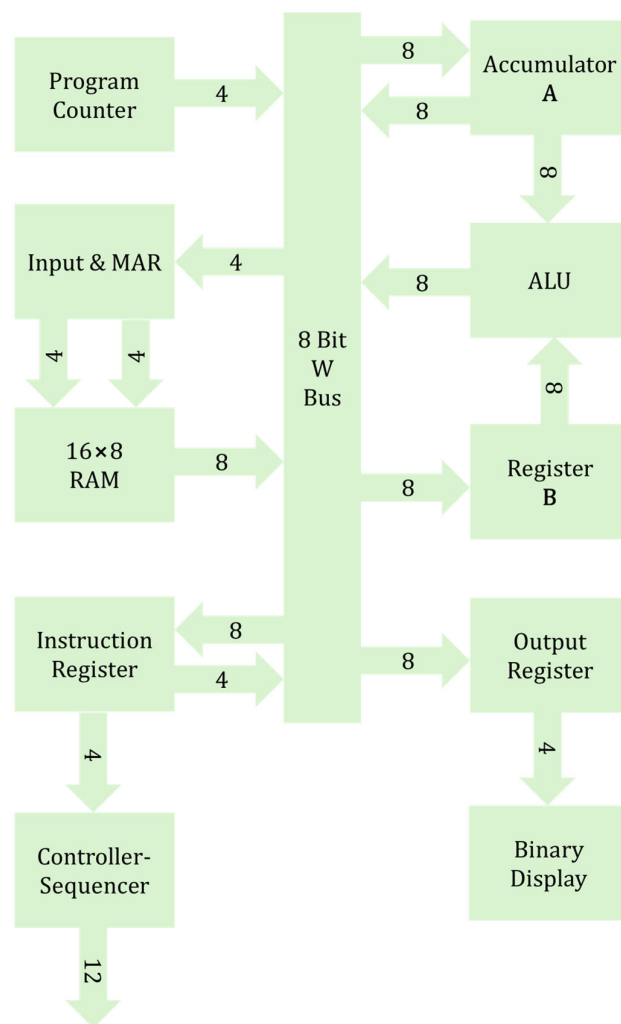 Program
Counter
4
Input & MAR
4
4
4
16×8
RAM
8
Instruction
Register
8
4
4
Controller-
Sequencer
12
8 Bit
W
Bus
8
8
Accumulator
A
8
8
ALU
8
8
Register
B
8
Output
Register
4
Binary
Display